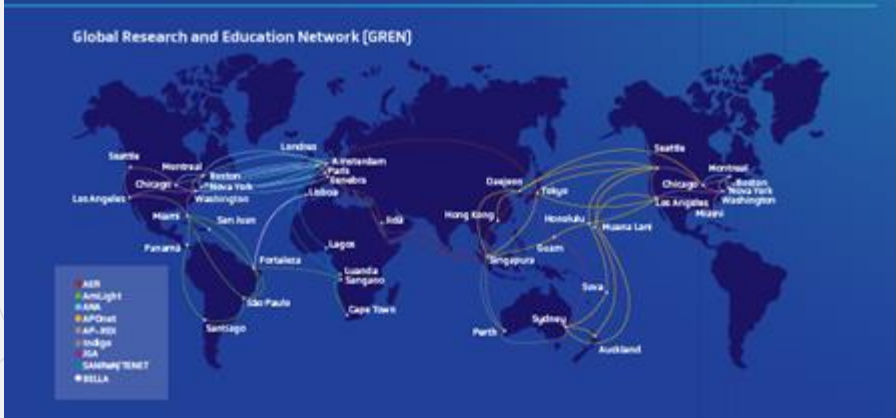 Global Research and Education Network (GREN)
Seattle
Montreal
Chicago
Boston
Nova York
Washington
Los Angeles
Miami
San Juan
Panamá
Fortaleza
São Paulo
Santiago
Londres
Amsterdam
Paris
Genebra
Lisboa
Jidá
Lagos
Luanda
Sangano
Cape Town
Daejeon
Tokyo
Hong Kong
Singapura
Guam
Honolulu
Muana Lani
Suva
Perth
Sydney
Auckland
Seattle
Montreal
Chicago
Boston
Nova York
Washington
Los Angeles
Miami
AER
AmLight
ANA
APOnet
AP-REX
Indigo
JGA
SANReN/TENET
BELLA